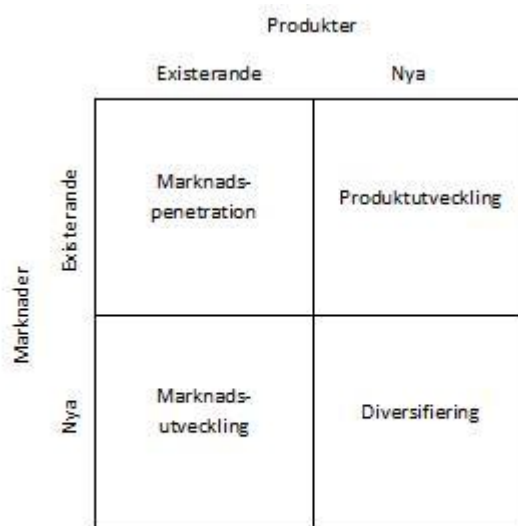 Produkter
Existerande
Nya
Existerande
Marknads-
penetration
Produktutveckling
Marknader
Nya
Marknads-
utveckling
Diversifiering